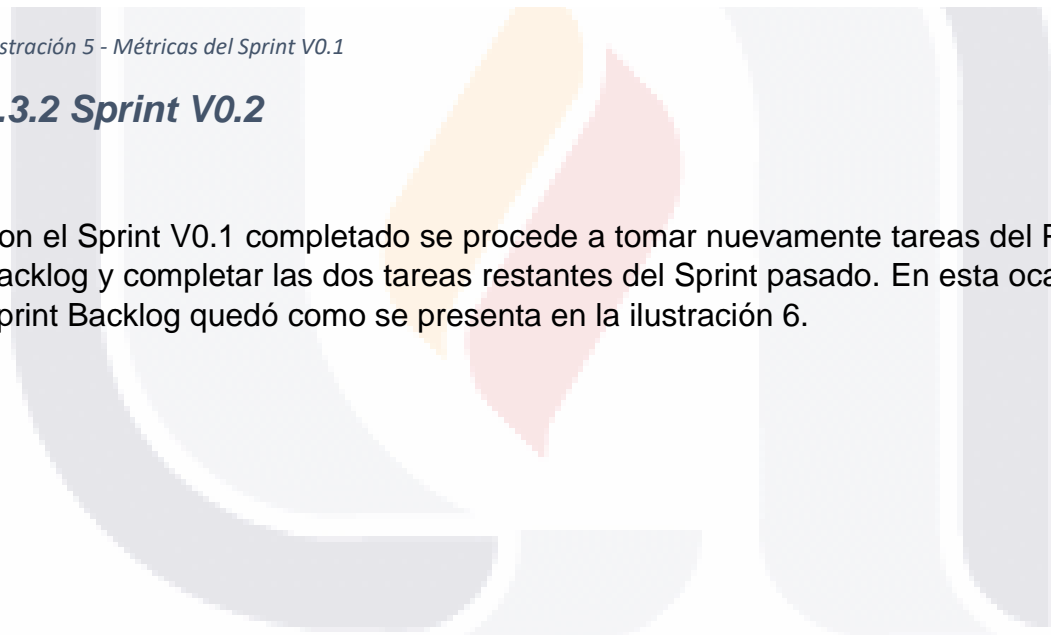 stración 5 - Métricas del Sprint V0.1
.3.2 Sprint V0.2
on el Sprint V0.1 completado se procede a tomar nuevamente tareas del
acklog y completar las dos tareas restantes del Sprint pasado. En esta oca
print Backlog quedó como se presenta en la ilustración 6.